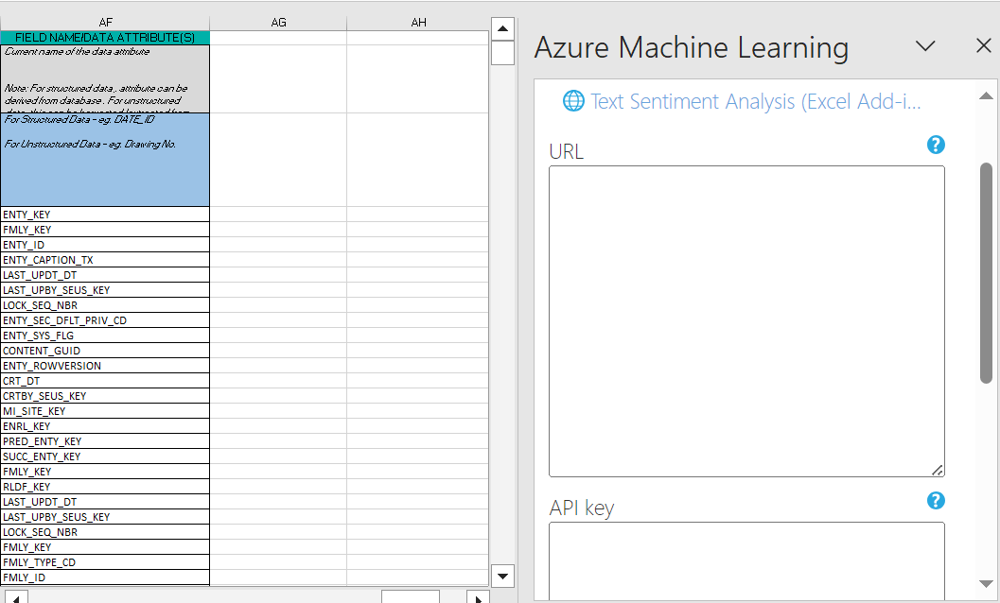 AF
AG
AH
FIELD NAME/DATA ATTRIBUTE(S)
Current name of the data attribute
Note: For structured data, attribute can be
derived from database. For unstructured
For Structured Data - eg. DATE_ID
For Unstructured Data - eg. Drawing No.
ENTY_KEY
FMLY_KEY
ENTY_ID
ENTY_CAPTION_TX
LAST_UPDT_DT
LAST_UPBY_SEUS_KEY
LOCK_SEQ_NBR
ENTY_SEC_DFLT_PRIV_CD
ENTY_SYS_FLG
CONTENT_GUID
ENTY_ROWVERSION
CRT_DT
CRTBY_SEUS_KEY
MI_SITE_KEY
ENRL_KEY
PRED_ENTY_KEY
SUCC_ENTY_KEY
FMLY_KEY
RLDF_KEY
LAST_UPDT_DT
LAST_UPBY_SEUS_KEY
LOCK_SEQ_NBR
FMLY_KEY
FMLY_TYPE_CD
FMLY_ID
Azure Machine Learning
Text Sentiment Analysis (Excel Add-i...
URL
?
API key
?